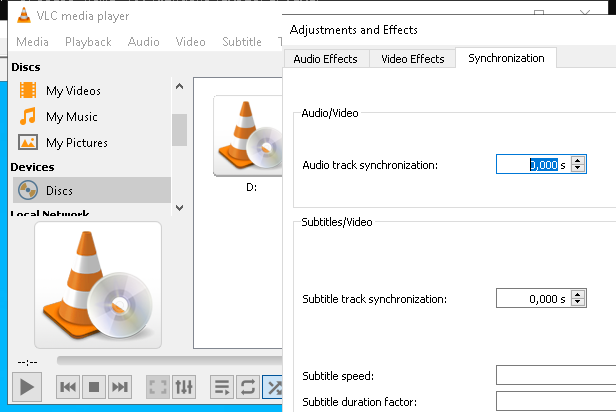 VLC media player
Media Playback Audio Video Subtitle
Discs
My Videos
My Music
My Pictures
Devices
Discs
Local Network
D:
--:--
Adjustments and Effects
Audio Effects Video Effects Synchronization
Audio/Video
Audio track synchronization: 0,000 s
Subtitles/Video
Subtitle track synchronization: 0,000 s
Subtitle speed:
Subtitle duration factor: